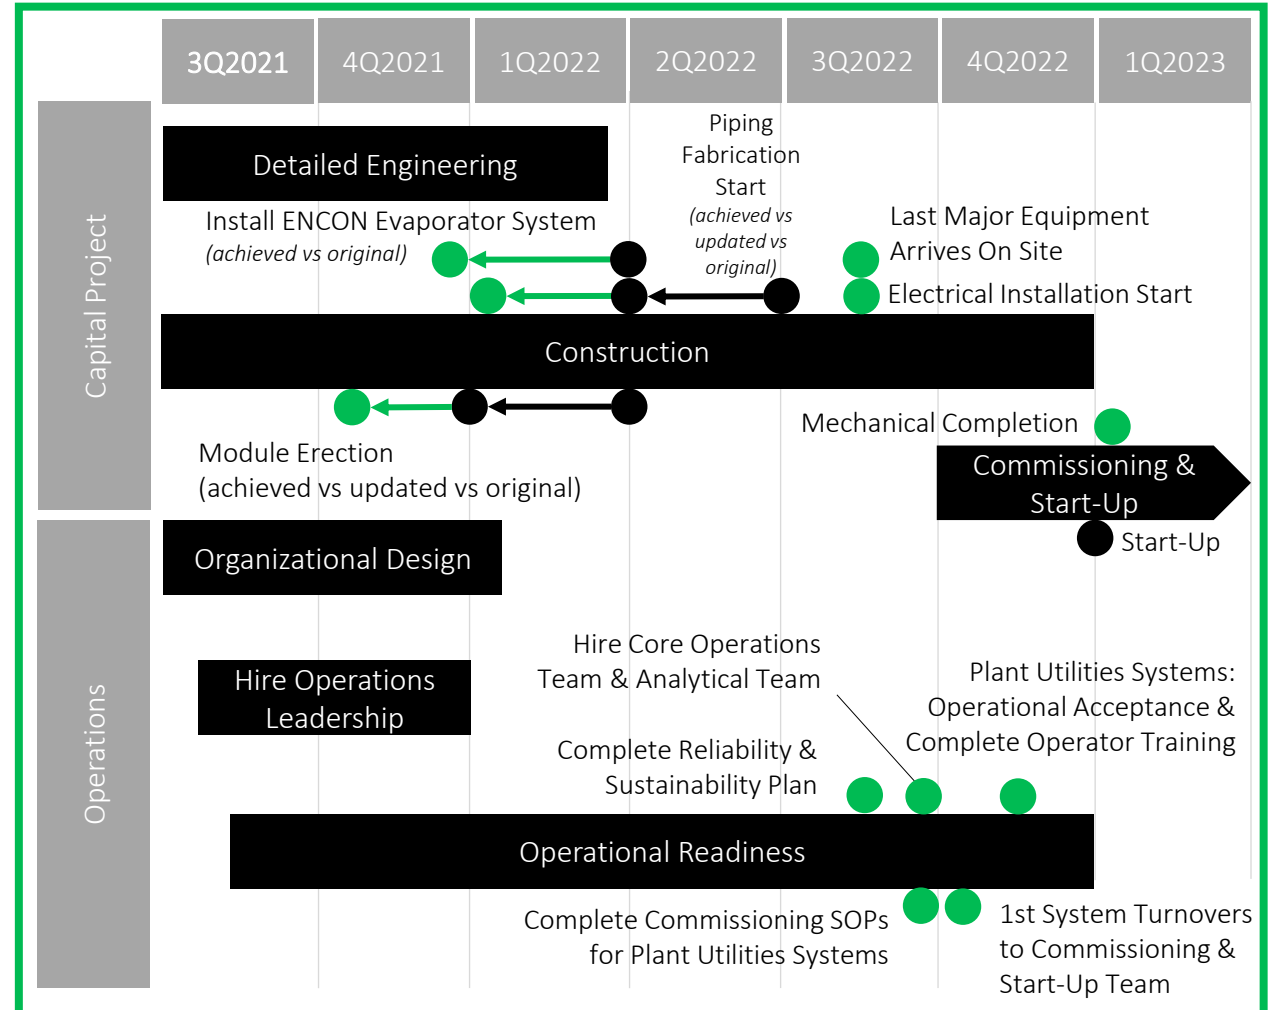 3Q2021
4Q2021
1Q2022
2Q2022
3Q2022
4Q2022
1Q2023
Capital Project
Detailed Engineering
Piping
Fabrication
Start
(achieved vs
updated vs
original)
Install ENCON Evaporator System
(achieved vs original)
Last Major Equipment
Arrives On Site
Electrical Installation Start
Construction
Module Erection
(achieved vs updated vs original)
Mechanical Completion
Commissioning &
Start-Up
Start-Up
Operations
Organizational Design
Hire Operations
Leadership
Hire Core Operations
Team & Analytical Team
Plant Utilities Systems:
Operational Acceptance &
Complete Operator Training
Complete Reliability &
Sustainability Plan
Operational Readiness
Complete Commissioning SOPs
for Plant Utilities Systems
1st System Turnovers
to Commissioning &
Start-Up Team